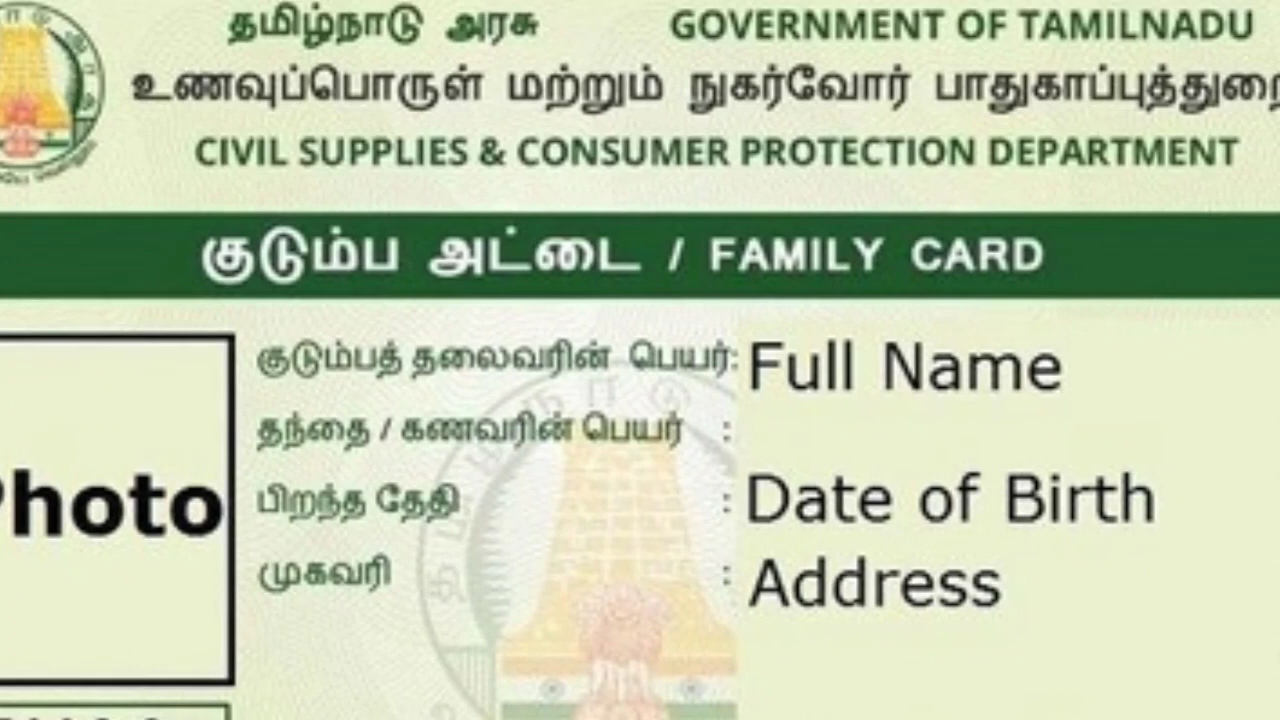 தமிழ்நாடு அரசு GOVERNMENT OF TAMILNADU
உணவுப்பொருள் மற்றும் நுகர்வோர் பாதுகாப்புத்துறை
CIVIL SUPPLIES & CONSUMER PROTECTION DEPARTMENT
குடும்ப அட்டை / FAMILY CARD
குடும்பத் தலைவரின் பெயர்: Full Name
தந்தை / கணவரின் பெயர் :
பிறந்த தேதி : Date of Birth
Photo
முகவரி : Address